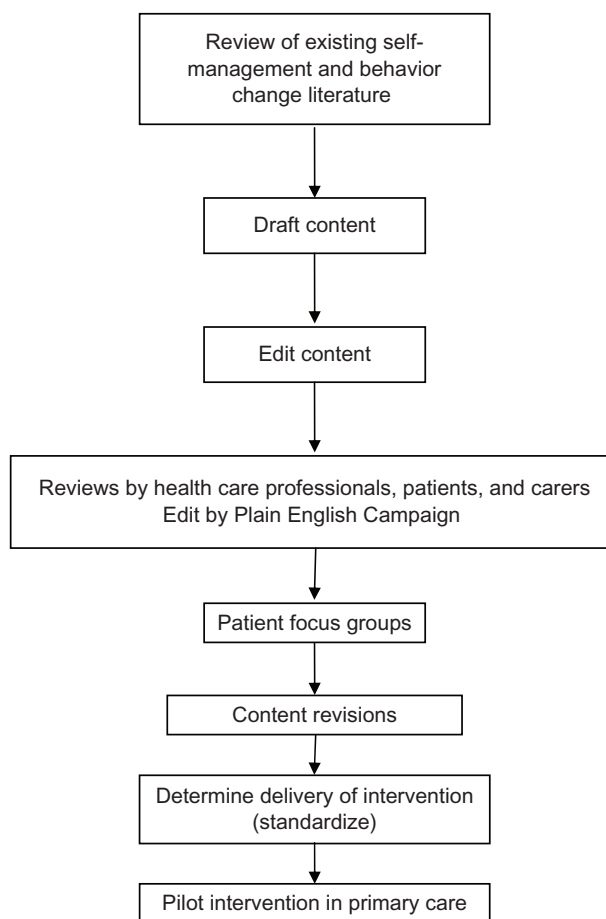 Review of existing self-
management and behavior
change literature
Draft content
Edit content
Reviews by health care professionals, patients, and carers
Edit by Plain English Campaign
Patient focus groups
Content revisions
Determine delivery of intervention
(standardize)
Pilot intervention in primary care